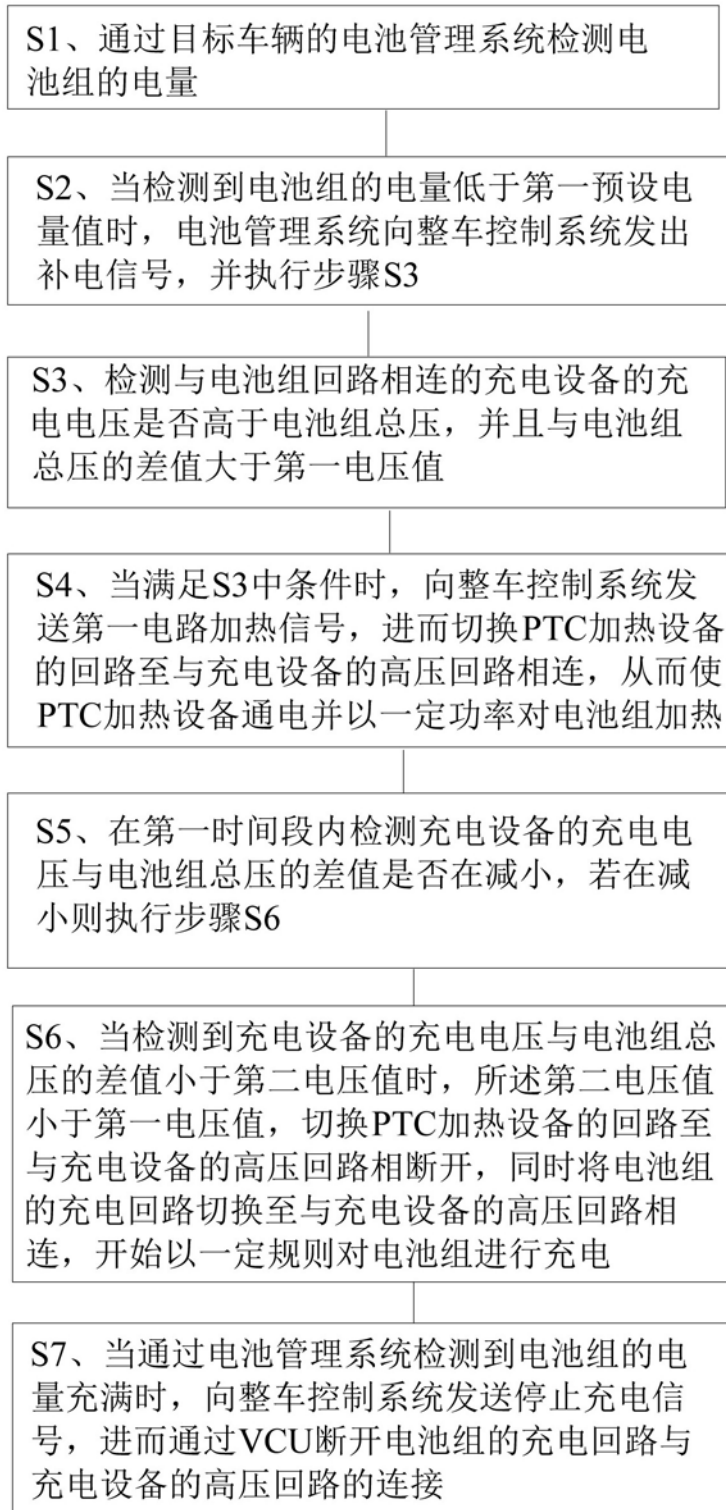 S1、通过目标车辆的电池管理系统检测电
池组的电量
S2、当检测到电池组的电量低于第一预设电
量值时，电池管理系统向整车控制系统发出
补电信号，并执行步骤S3
S3、检测与电池组回路相连的充电设备的充
电电压是否高于电池组总压，并且与电池组
总压的差值大于第一电压值
S4、当满足S3中条件时，向整车控制系统发
送第一电路加热信号，进而切换PTC加热设备
的回路至与充电设备的高压回路相连，从而使
PTC加热设备通电并以一定功率对电池组加热
S5、在第一时间段内检测充电设备的充电电
压与电池组总压的差值是否在减小，若在减
小则执行步骤S6
S6、当检测到充电设备的充电电压与电池组总
压的差值小于第二电压值时，所述第二电压值
小于第一电压值，切换PTC加热设备的回路至
与充电设备的高压回路相断开，同时将电池组
的充电回路切换至与充电设备的高压回路相
连，开始以一定规则对电池组进行充电
S7、当通过电池管理系统检测到电池组的电
量充满时，向整车控制系统发送停止充电信
号，进而通过VCU断开电池组的充电回路与
充电设备的高压回路的连接